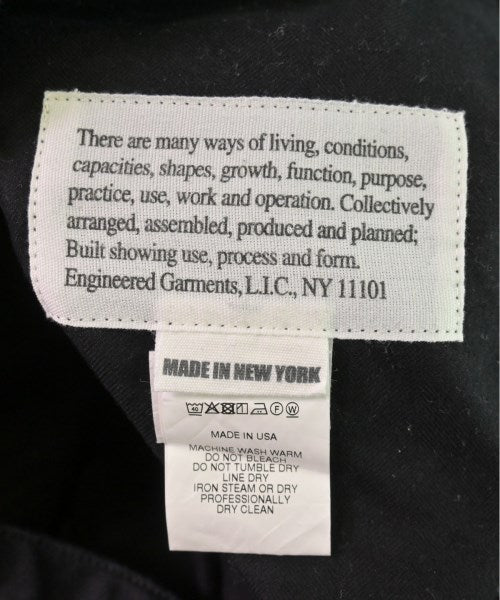 There are many ways of living, conditions,
capacities, shapes, growth, function, purpose,
practice, use, work and operation. Collectively
arranged, assembled, produced and planned;
Built showing use, process and form.
Engineered Garments, L.I.C., NY 11101
MADE IN NEW YORK
40 P W
MADE IN USA
MACHINE WASH WARM
DO NOT BLEACH
DO NOT TUMBLE DRY
LINE DRY
IRON STEAM OR DRY
PROFESSIONALLY
DRY CLEAN